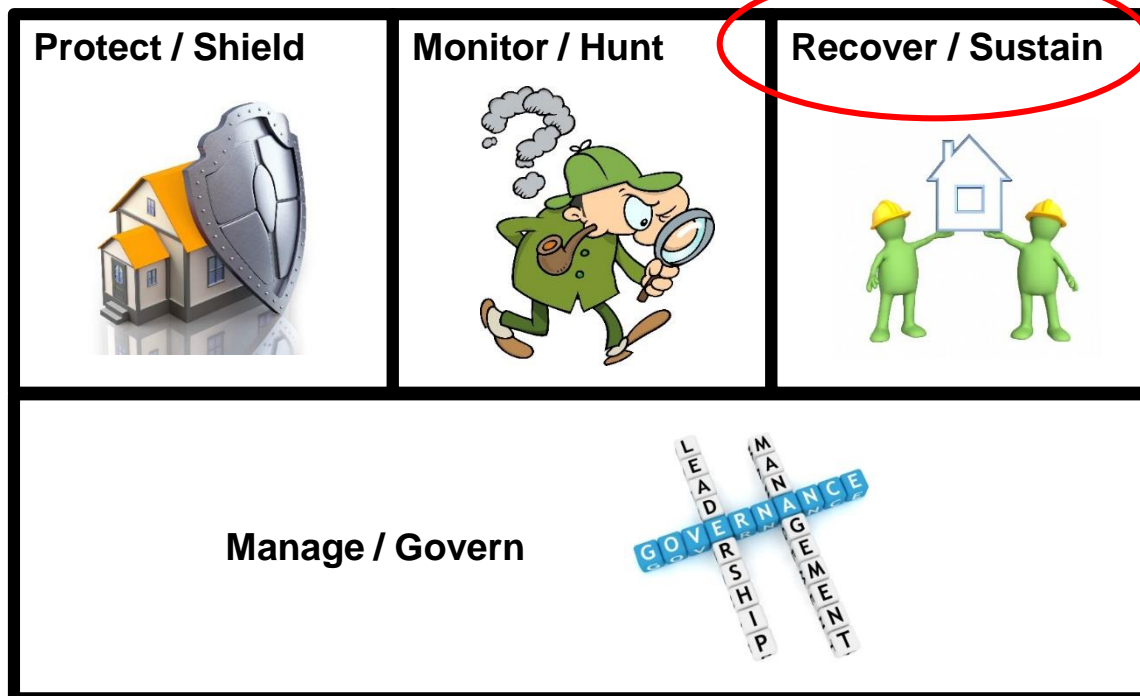 Protect / Shield
Monitor / Hunt
Recover / Sustain
Manage / Govern
LEADERSHIP
MANAGEMENT
GOVERNANCE